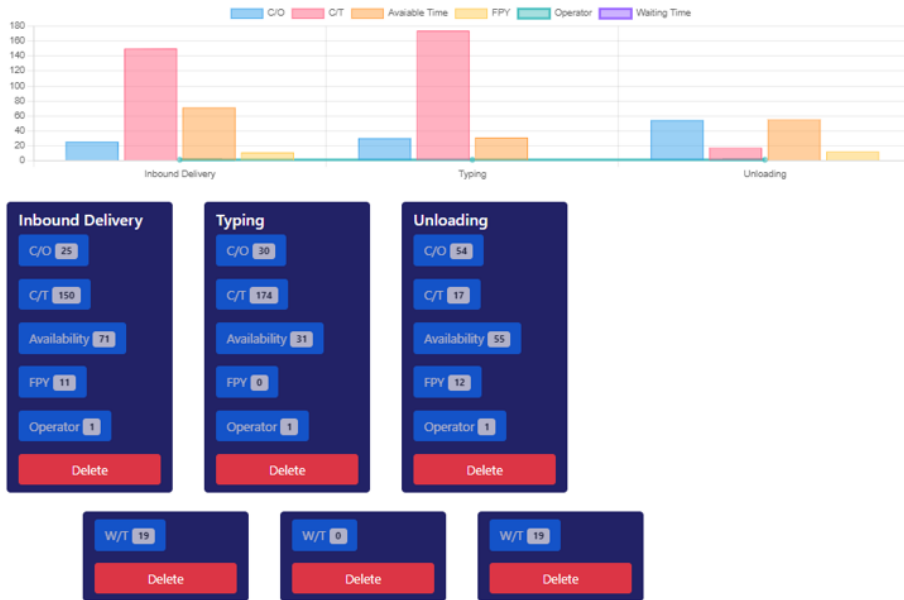 C/O C/T Avaiable Time FPY Operator Waiting Time
180
160
140
120
100
80
60
40
20
0
Inbound Delivery Typing Unloading
Inbound Delivery
C/O 25
C/T 150
Availability 71
FPY 11
Operator 1
Delete
Typing
C/O 30
C/T 174
Availability 31
FPY 0
Operator 1
Delete
Unloading
C/O 54
C/T 17
Availability 55
FPY 12
Operator 1
Delete
W/T 19
Delete
W/T 0
Delete
W/T 19
Delete